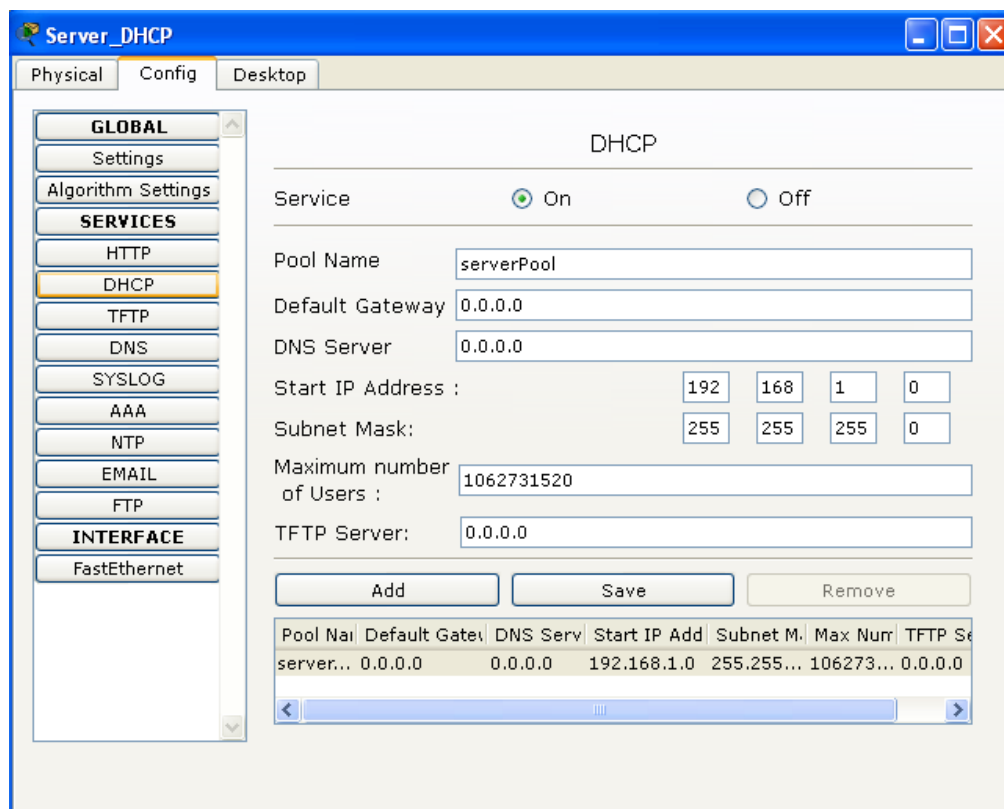 Server_DHCP
Physical Config Desktop
GLOBAL
Settings
Algorithm Settings
SERVICES
HTTP
DHCP
TFTP
DNS
SYSLOG
AAA
NTP
EMAIL
FTP
INTERFACE
FastEthernet
DHCP
Service On Off
Pool Name serverPool
Default Gateway 0.0.0.0
DNS Server 0.0.0.0
Start IP Address : 192 168 1 0
Subnet Mask: 255 255 255 0
Maximum number
of Users : 1062731520
TFTP Server: 0.0.0.0
Add Save Remove
Pool Nai Default Gatev DNS Serv Start IP Add Subnet M. Max Num TFTP Se
server... 0.0.0.0 0.0.0.0 192.168.1.0 255.255... 106273... 0.0.0.0